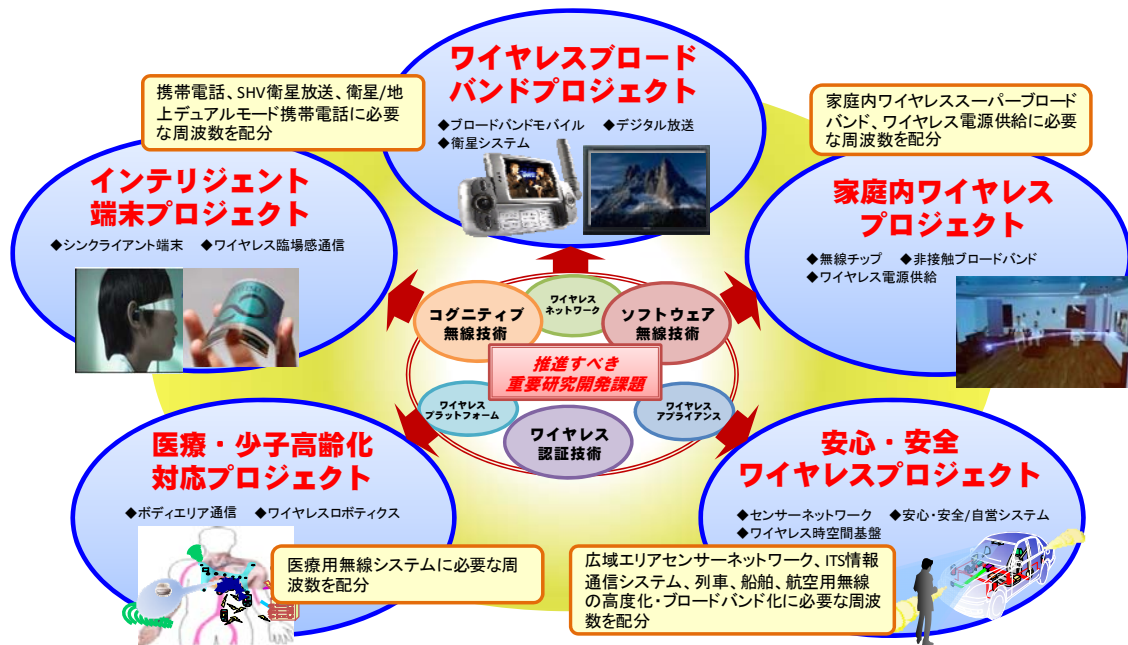 ワイヤレスブロード
バンドプロジェクト
◆ブロードバンドモバイル ◆デジタル放送
◆衛星システム
携帯電話、SHV衛星放送、衛星/地
上デュアルモード携帯電話に必要
な周波数を配分
家庭内ワイヤレススーパーブロード
バンド、ワイヤレス電源供給に必要
な周波数を配分
インテリジェント
端末プロジェクト
◆シンクライアント端末 ◆ワイヤレス臨場感通信
家庭内ワイヤレス
プロジェクト
◆無線チップ ◆非接触ブロードバンド
◆ワイヤレス電源供給
コグニティブ
無線技術
ワイヤレス
ネットワーク
ソフトウェア
無線技術
推進すべき
重要研究開発課題
ワイヤレス
プラットフォーム
ワイヤレス
認証技術
ワイヤレス
アプライアンス
医療・少子高齢化
対応プロジェクト
◆ボディエリア通信 ◆ワイヤレスロボティクス
医療用無線システムに必要な周
波数を配分
安心・安全
ワイヤレスプロジェクト
◆センサーネットワーク ◆安心・安全/自営システム
◆ワイヤレス時空間基盤
広域エリアセンサーネットワーク、ITS情報
通信システム、列車、船舶、航空用無線
の高度化・ブロードバンド化に必要な周波
数を配分